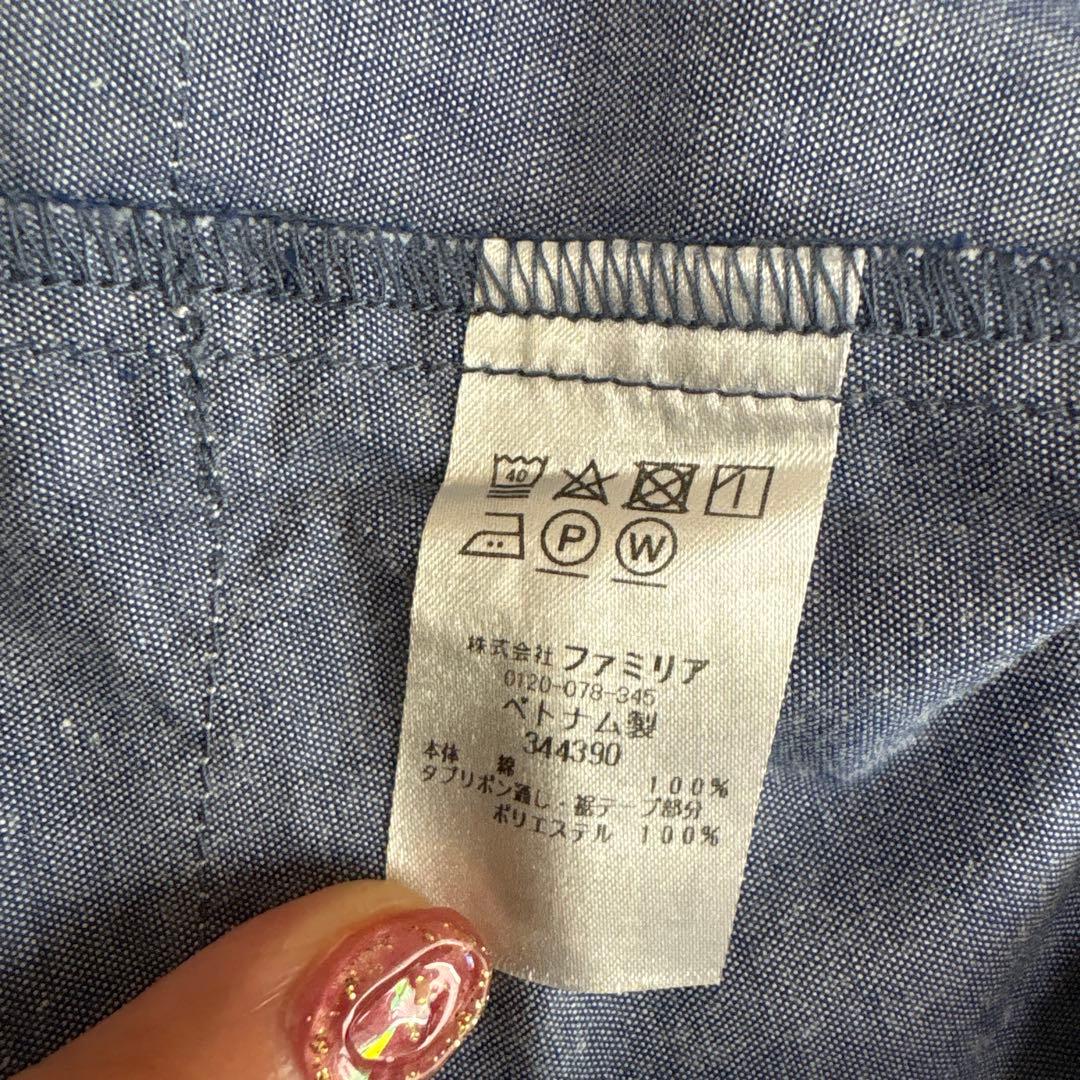 40
P W
株式会社 ファミリア
0120-078-345
ベトナム製
344390
本体 綿 100%
タブリボン通し・裾テープ部分
ポリエステル 100%